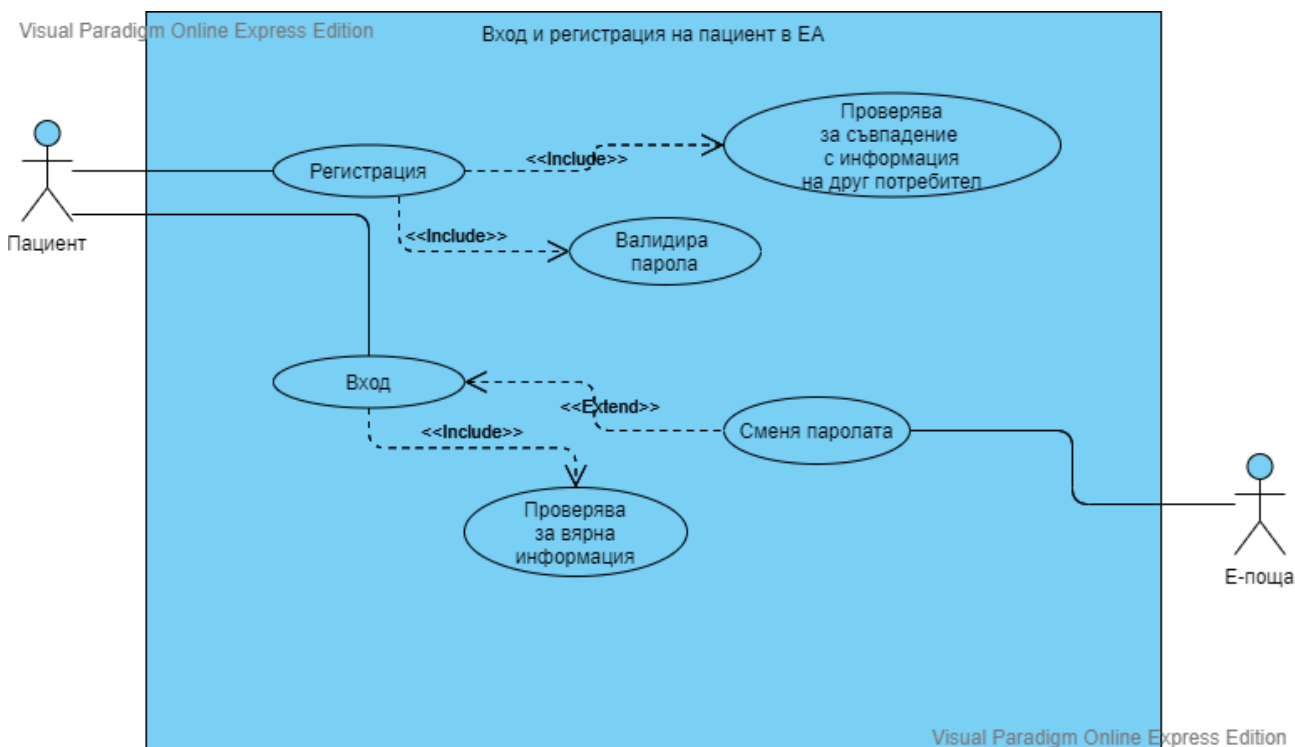 Visual Paradigm Online Express Edition
Вход и регистрация на пациент в ЕА
Проверява
за съвпадение
с информация
на друг потребител
<<Include>>
Регистрация
Пациент
<<Include>>
Валидира
парола
Вход
<<Extend>>
<<Include>>
Сменя паролата
Проверява
за вярна
информация
Е-поща
Visual Paradigm Online Express Edition